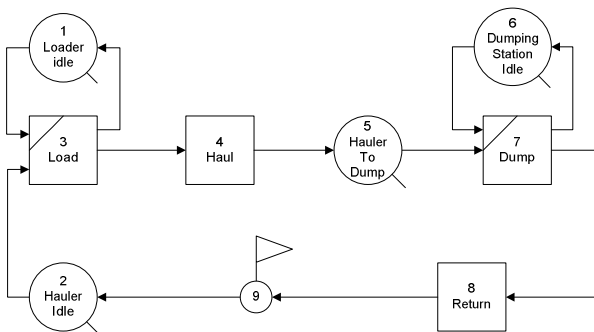 1
Loader
idle
6
Dumping
Station
Idle
3
Load
4
Haul
5
Hauler
To
Dump
7
Dump
2
Hauler
Idle
9
8
Return